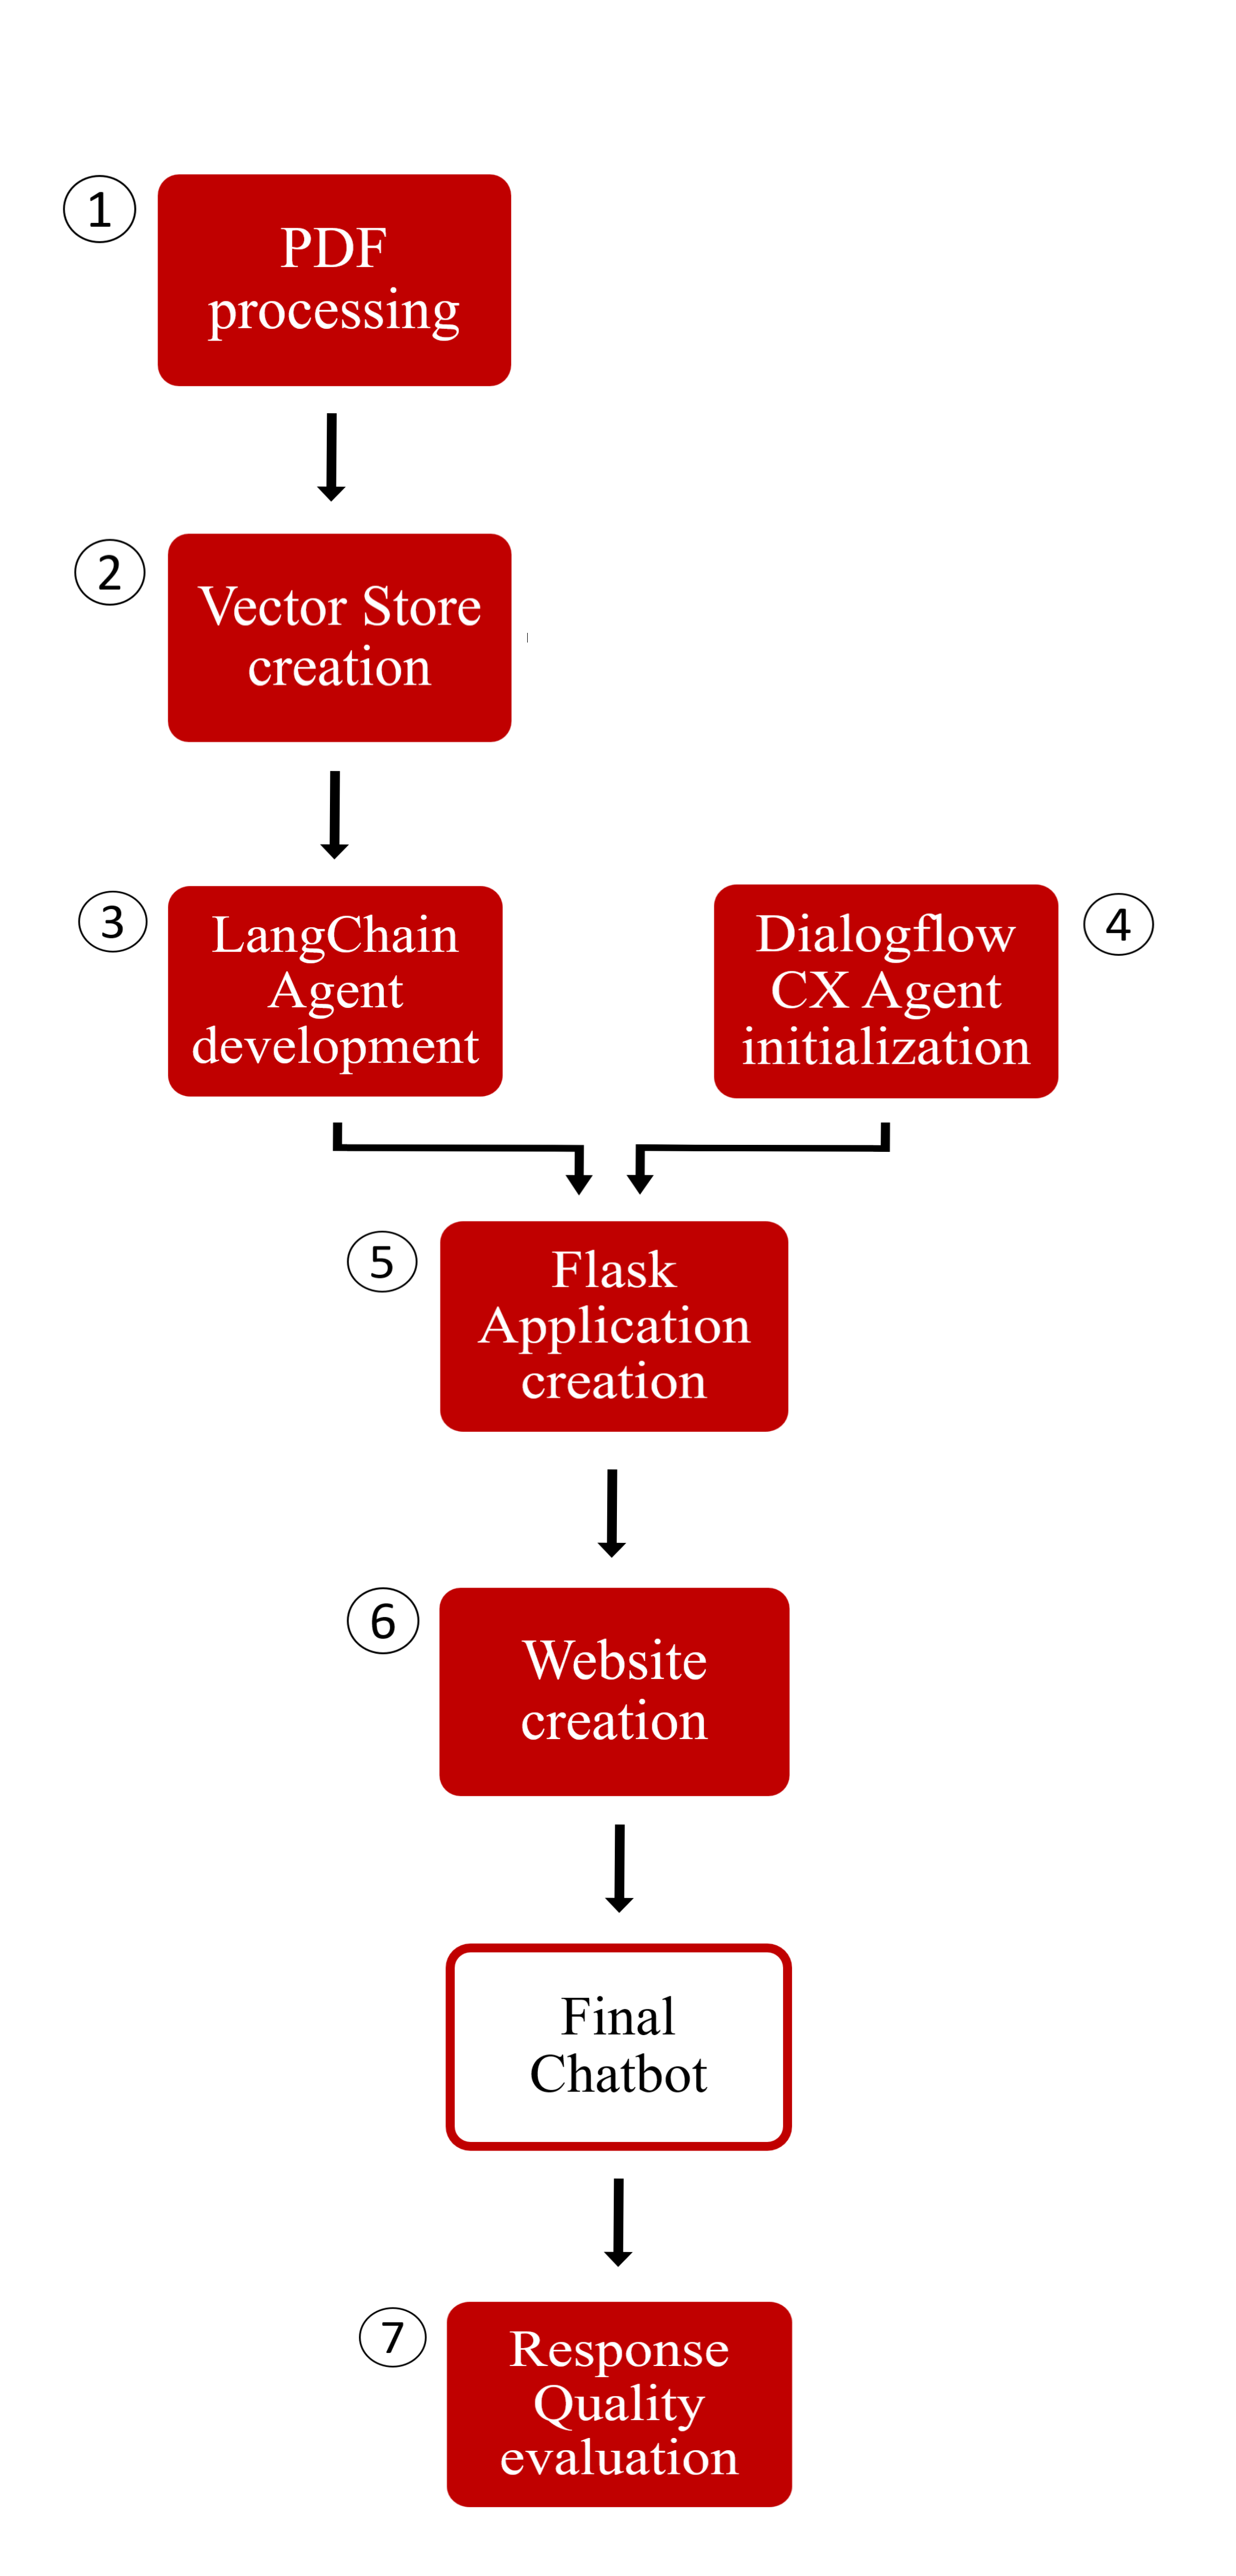 1
PDF
processing
2
Vector Store
creation
3
LangChain
Agent
development
Dialogflow
CX Agent
initialization
4
5
Flask
Application
creation
6
Website
creation
Final
Chatbot
7
Response
Quality
evaluation